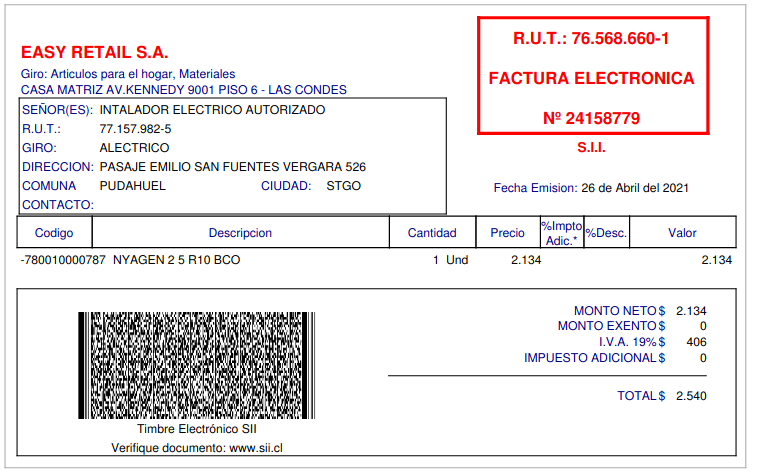 EASY RETAIL S.A.
Giro: Articulos para el hogar, Materiales
CASA MATRIZ AV.KENNEDY 9001 PISO 6 - LAS CONDES
R.U.T.: 76.568.660-1
FACTURA ELECTRONICA
Nº 24158779
S.I.I.
Fecha Emision: 26 de Abril del 2021
SEÑOR(ES): INTALADOR ELECTRICO AUTORIZADO
R.U.T.: 77.157.982-5
GIRO: ALECTRICO
DIRECCION: PASAJE EMILIO SAN FUENTES VERGARA 526
COMUNA PUDAHUEL CIUDAD: STGO
CONTACTO:
Codigo Descripcion Cantidad Precio %Impto Adic.* %Desc. Valor
-780010000787 NYAGEN 2 5 R10 BCO 1 Und 2.134 2.134
MONTO NETO $ 2.134
MONTO EXENTO $ 0
I.V.A. 19% $ 406
IMPUESTO ADICIONAL $ 0
TOTAL $ 2.540
Timbre Electrónico SII
Verifique documento: www.sii.cl